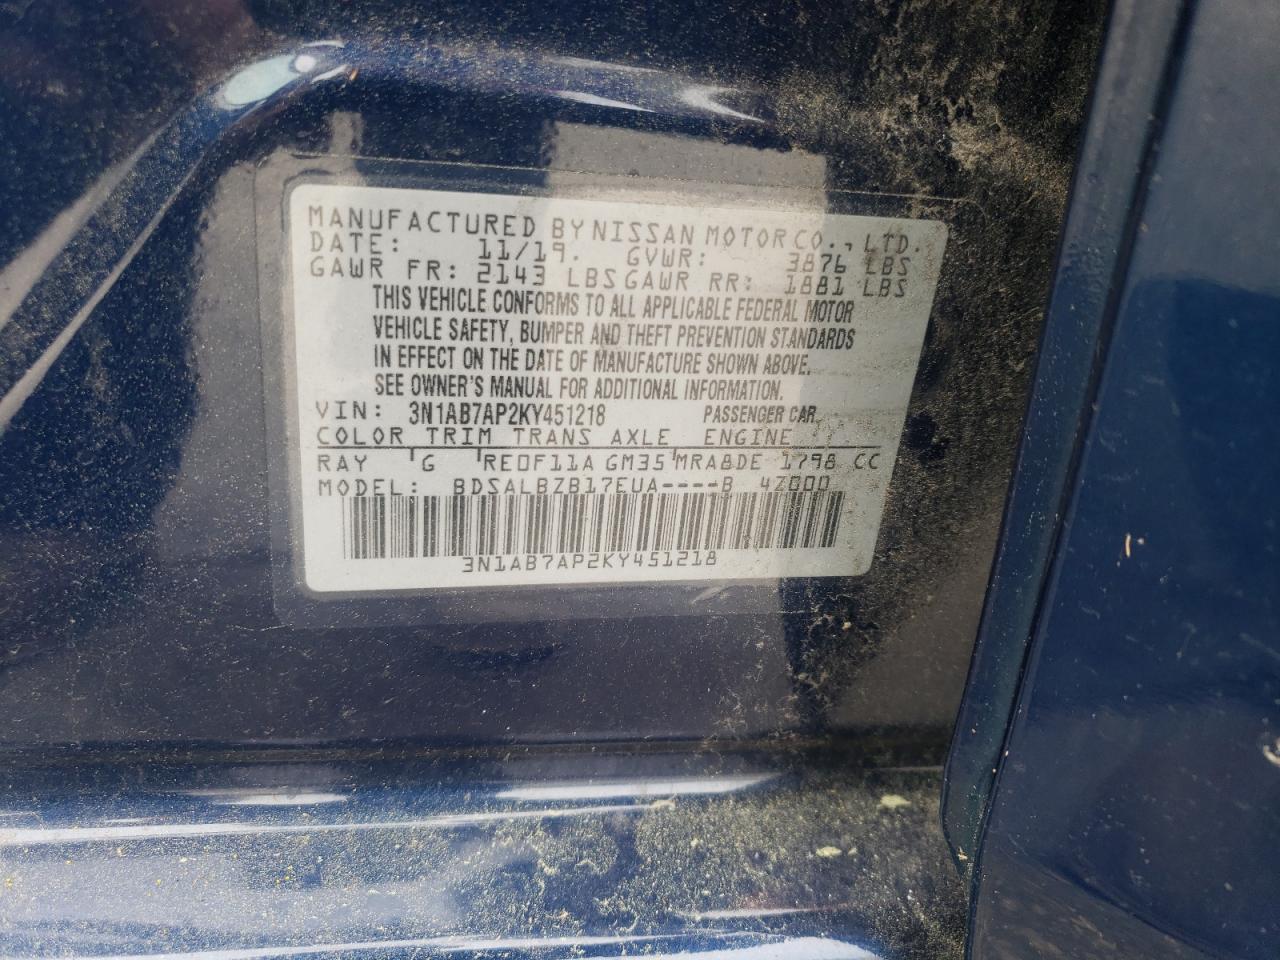 MANUFACTURED BY NISSAN MOTOR CO., LTD.
DATE: 11/19. GVWR: 3876 LBS
GAWR FR: 2143 LBS GAWR RR: 1881 LBS
THIS VEHICLE CONFORMS TO ALL APPLICABLE FEDERAL MOTOR
VEHICLE SAFETY, BUMPER AND THEFT PREVENTION STANDARDS
IN EFFECT ON THE DATE OF MANUFACTURE SHOWN ABOVE.
SEE OWNER'S MANUAL FOR ADDITIONAL INFORMATION.
VIN: 3N1AB7AP2KY451218 PASSENGER CAR
COLOR TRIM TRANS AXLE ENGINE
RAY G RE0F11A GM35 MRA8DE 1798 CC
MODEL: BDSALBZB17EUA----B 4Z000
3N1AB7AP2KY451218